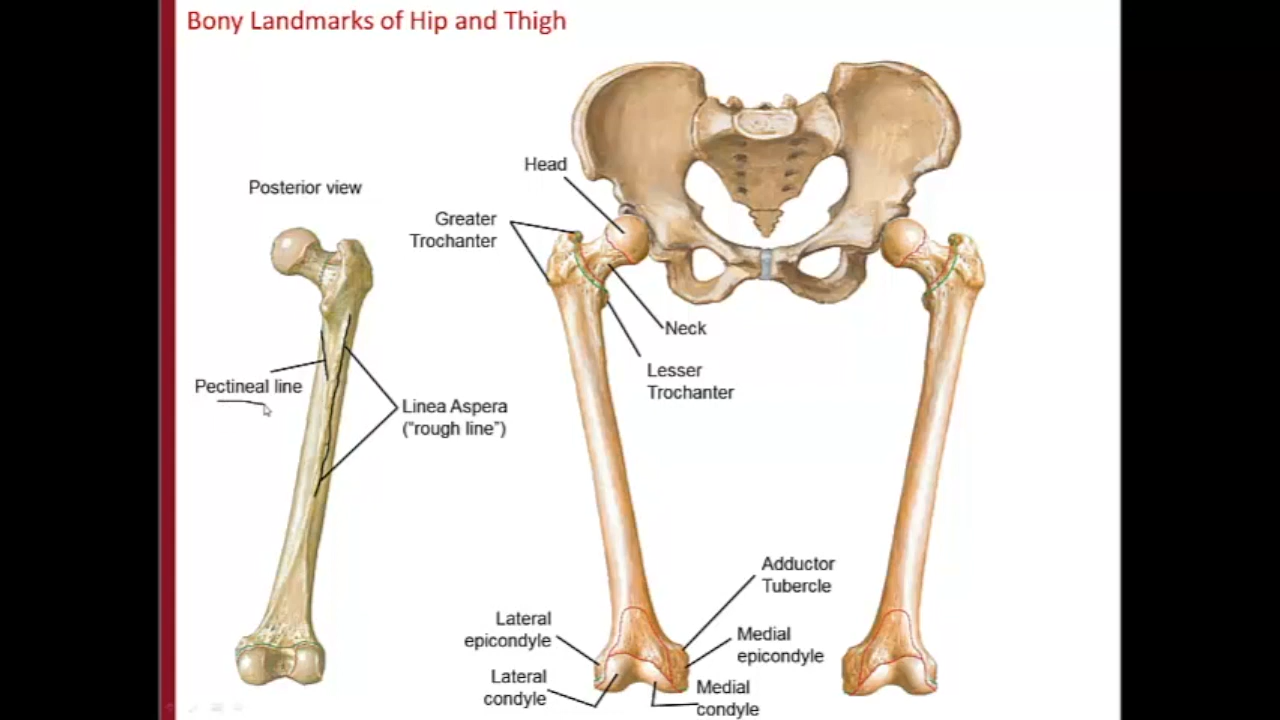 Bony Landmarks of Hip and Thigh
Head
Posterior view
Greater
Trochanter
Neck
Lesser
Trochanter
Pectineal line
Linea Aspera
("rough line")
Adductor
Tubercle
Lateral
epicondyle
Medial
epicondyle
Lateral
condyle
Medial
condyle